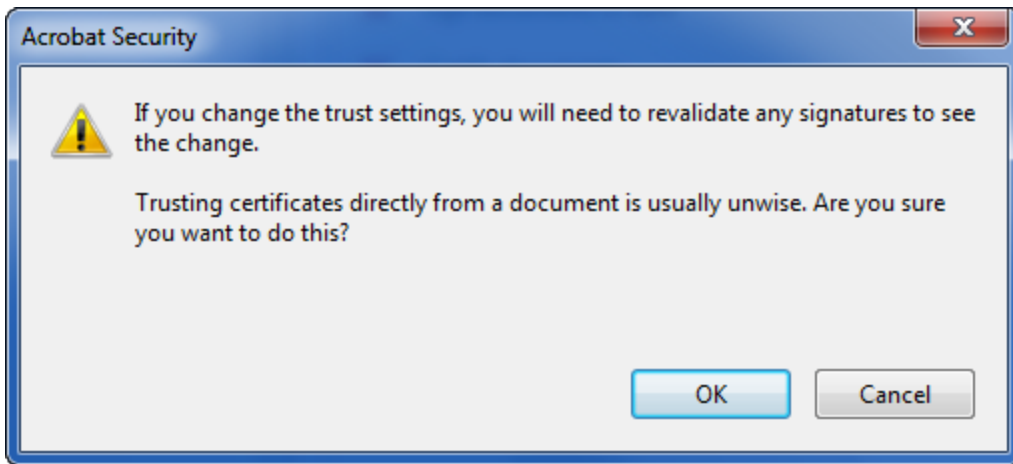 Acrobat Security
If you change the trust settings, you will need to revalidate any signatures to see
the change.
Trusting certificates directly from a document is usually unwise. Are you sure
you want to do this?
OK
Cancel